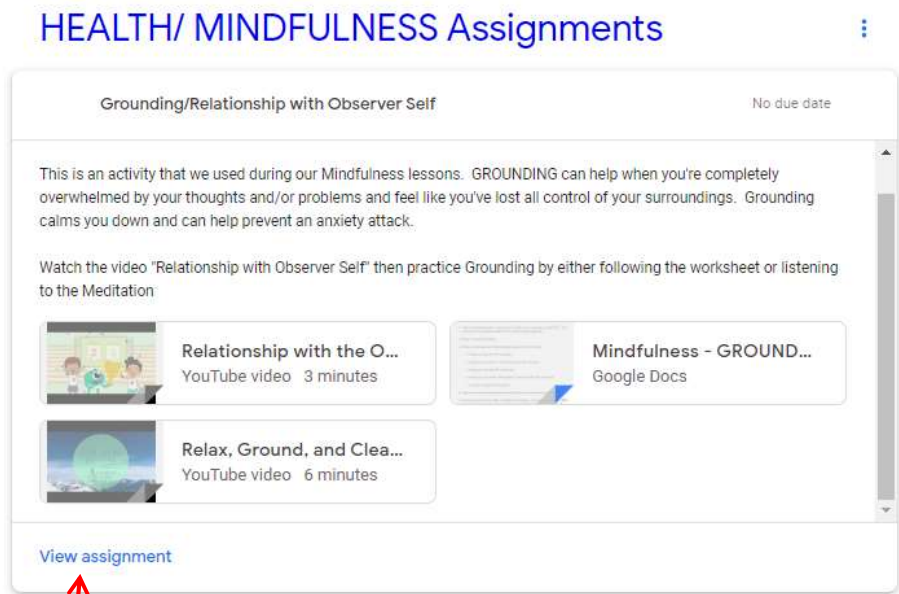 HEALTH/ MINDFULNESS Assignments
Grounding/Relationship with Observer Self No due date
This is an activity that we used during our Mindfulness lessons. GROUNDING can help when you're completely
overwhelmed by your thoughts and/or problems and feel like you've lost all control of your surroundings. Grounding
calms you down and can help prevent an anxiety attack.
Watch the video "Relationship with Observer Self" then practice Grounding by either following the worksheet or listening
to the Meditation
Relationship with the O...
YouTube video 3 minutes
Mindfulness - GROUND...
Google Docs
Relax, Ground, and Clea...
YouTube video 6 minutes
View assignment